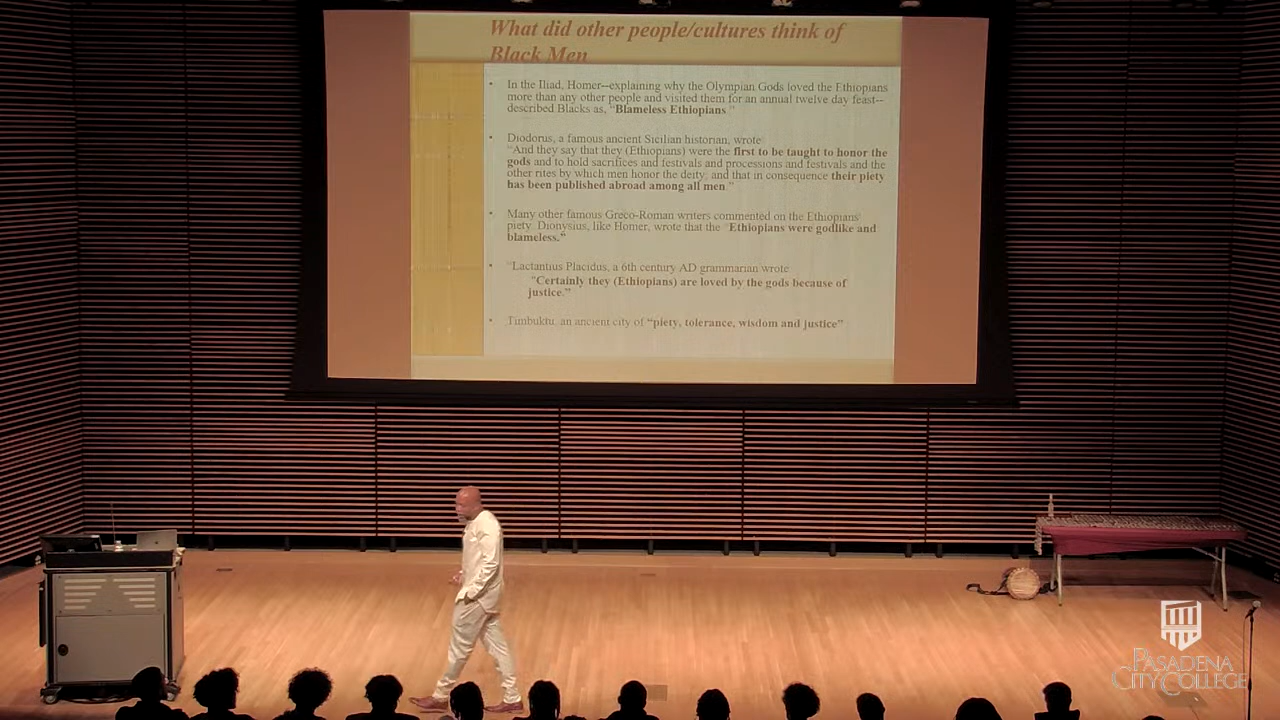 What did other people/cultures think of
Black Men
• In the Iliad, Homer--explaining why the Olympian Gods loved the Ethiopians
more than any other people and visited them for an annual twelve day feast--
described Blacks as, "Blameless Ethiopians."
• Diodorus, a famous ancient Sicilian historian, wrote
"And they say that they (Ethiopians) were the first to be taught to honor the
gods and to hold sacrifices and festivals and processions and festivals and the
other rites by which men honor the deity; and that in consequence their piety
has been published abroad among all men."
• Many other famous Greco-Roman writers commented on the Ethiopians'
piety. Dionysius, like Homer, wrote that the "Ethiopians were godlike and
blameless."
• "Lactantius Placidus, a 6th century AD grammarian wrote
"Certainly they (Ethiopians) are loved by the gods because of
justice."
• Timbuktu, an ancient city of "piety, tolerance, wisdom and justice"
PASADENA
CITY COLLEGE